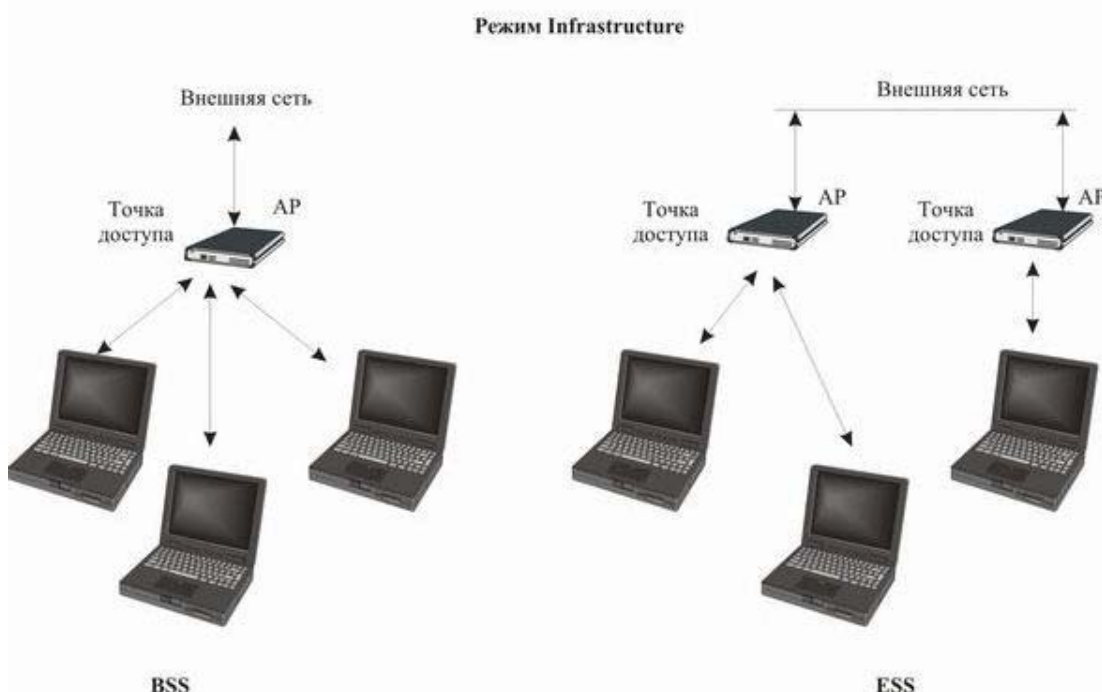 Режим Infrastructure
Внешняя сеть
Точка
доступа
AP
BSS
Внешняя сеть
Точка
доступа
AP
Точка
доступа
AP
ESS